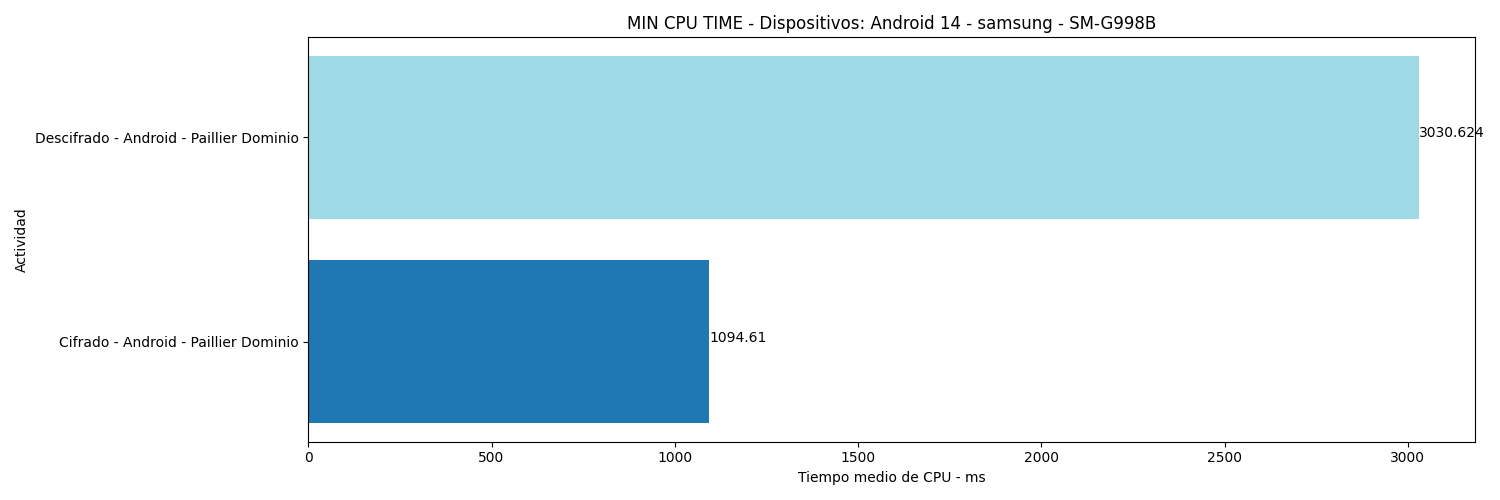 MIN CPU TIME - Dispositivos: Android 14 - samsung - SM-G998B
Descifrado - Android - Paillier Dominio
3030.624
Actividad
Cifrado - Android - Paillier Dominio
1094.61
0 500 1000 1500 2000 2500 3000
Tiempo medio de CPU - ms